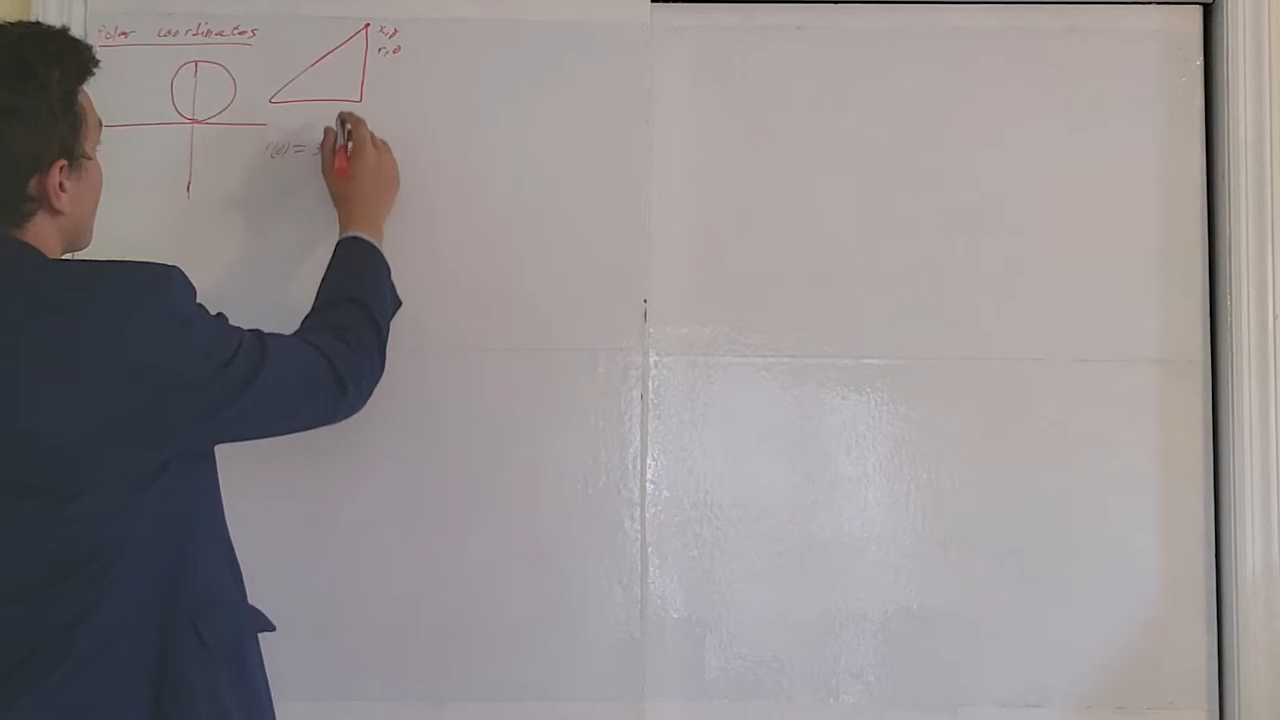 Polar coordinates
x,y
r,θ
r(θ) =